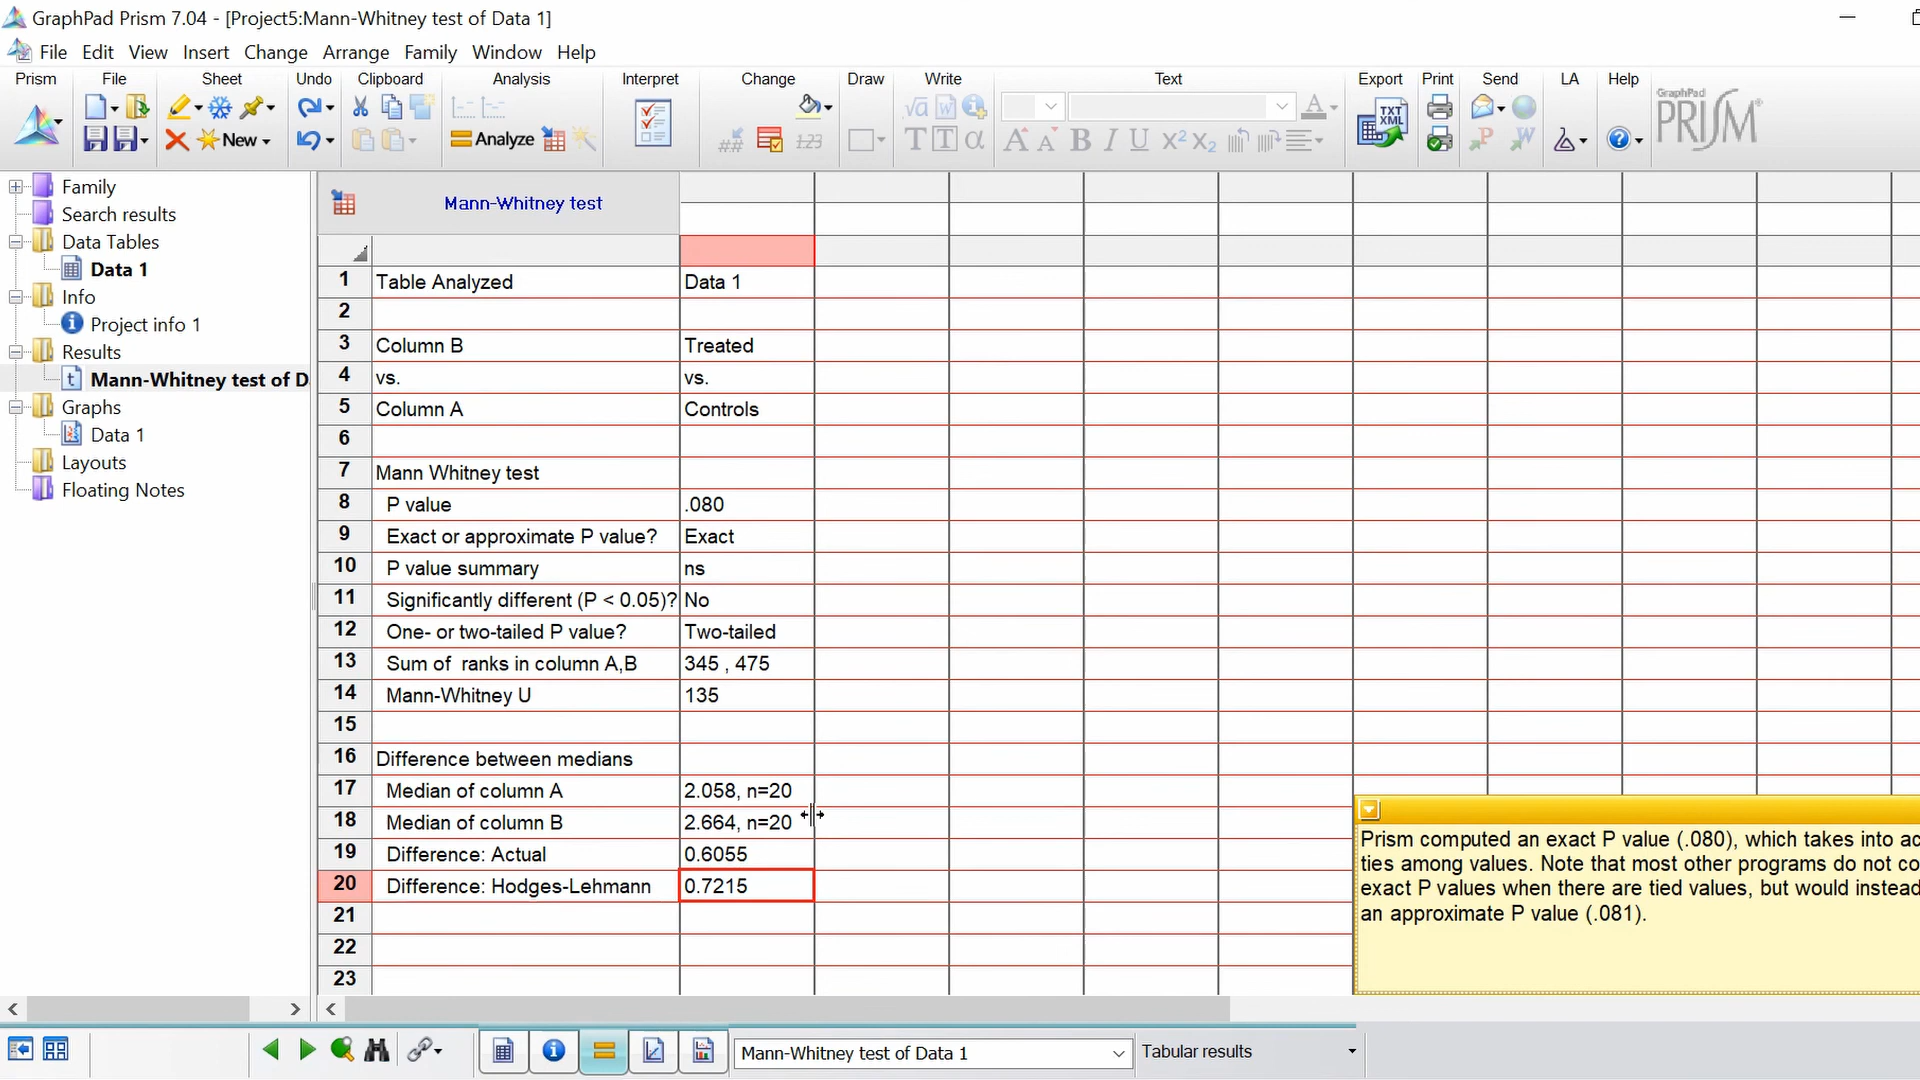 GraphPad Prism 7.04 - [Project5:Mann-Whitney test of Data 1]
File Edit View Insert Change Arrange Family Window Help
Prism File Sheet Undo Clipboard Analysis Interpret Change Draw Write Text Export Print Send LA Help
New
Analyze
123
TXT
XML
GraphPad
PRISM
Family
Search results
Data Tables
Data 1
Info
Project info 1
Results
Mann-Whitney test of D
Graphs
Data 1
Layouts
Floating Notes
Mann-Whitney test
1 Table Analyzed Data 1
2
3 Column B Treated
4 vs. vs.
5 Column A Controls
6
7 Mann Whitney test
8 P value .080
9 Exact or approximate P value? Exact
10 P value summary ns
11 Significantly different (P < 0.05)? No
12 One- or two-tailed P value? Two-tailed
13 Sum of ranks in column A,B 345 , 475
14 Mann-Whitney U 135
15
16 Difference between medians
17 Median of column A 2.058, n=20
18 Median of column B 2.664, n=20
19 Difference: Actual 0.6055
20 Difference: Hodges-Lehmann 0.7215
21
22
23
Prism computed an exact P value (.080), which takes into ac
ties among values. Note that most other programs do not co
exact P values when there are tied values, but would instead
an approximate P value (.081).
Mann-Whitney test of Data 1
Tabular results